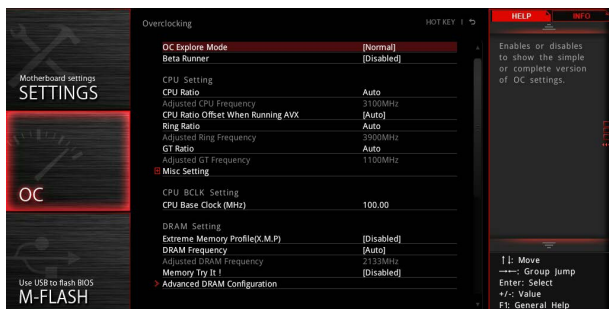 Overclocking
HOT KEY |
HELP
INFO
Motherboard settings
SETTINGS
OC
Use USB to flash BIOS
M-FLASH
OC Explore Mode [Normal]
Beta Runner [Disabled]
CPU Setting
CPU Ratio Auto
Adjusted CPU Frequency 3100MHz
CPU Ratio Offset When Running AVX [Auto]
Ring Ratio Auto
Adjusted Ring Frequency 3900MHz
GT Ratio Auto
Adjusted GT Frequency 1100MHz
Misc Setting
CPU BCLK Setting
CPU Base Clock (MHz) 100.00
DRAM Setting
Extreme Memory Profile(X.M.P) [Disabled]
DRAM Frequency [Auto]
Adjusted DRAM Frequency 2133MHz
Memory Try It ! [Disabled]
Advanced DRAM Configuration
Enables or disables
to show the simple
or complete version
of OC settings.
↑↓: Move
→←: Group Jump
Enter: Select
+/-: Value
F1: General Help